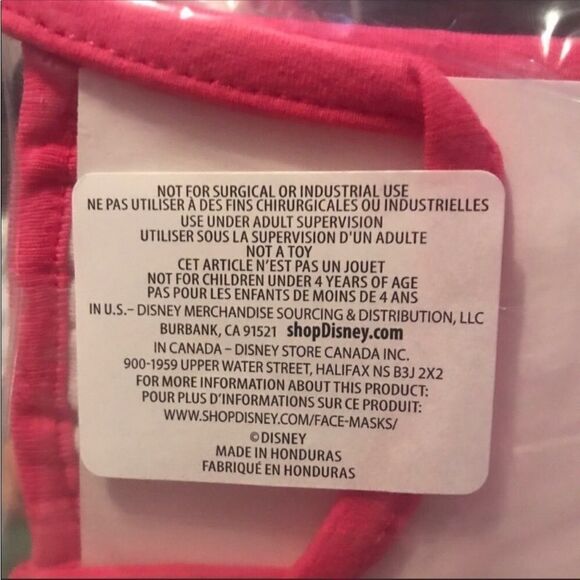 NOT FOR SURGICAL OR INDUSTRIAL USE
NE PAS UTILISER À DES FINS CHIRURGICALES OU INDUSTRIELLES
USE UNDER ADULT SUPERVISION
UTILISER SOUS LA SUPERVISION D'UN ADULTE
NOT A TOY
CET ARTICLE N'EST PAS UN JOUET
NOT FOR CHILDREN UNDER 4 YEARS OF AGE
PAS POUR LES ENFANTS DE MOINS DE 4 ANS
IN U.S.– DISNEY MERCHANDISE SOURCING & DISTRIBUTION, LLC
BURBANK, CA 91521 shopDisney.com
IN CANADA – DISNEY STORE CANADA INC.
900-1959 UPPER WATER STREET, HALIFAX NS B3J 2X2
FOR MORE INFORMATION ABOUT THIS PRODUCT:
POUR PLUS D'INFORMATIONS SUR CE PRODUIT:
WWW.SHOPDISNEY.COM/FACE-MASKS/
©DISNEY
MADE IN HONDURAS
FABRIQUÉ EN HONDURAS